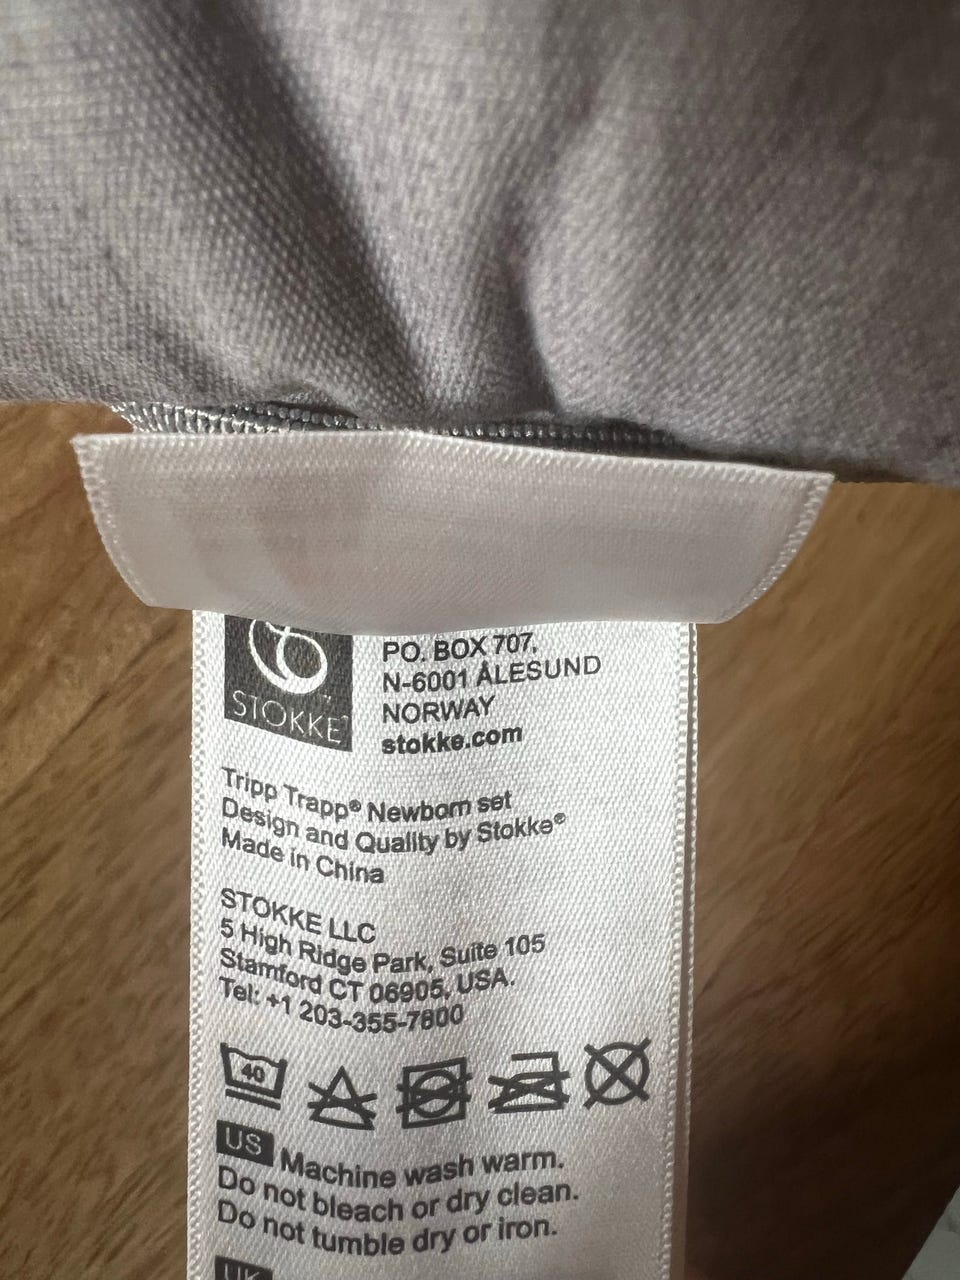 STOKKE™
PO. BOX 707,
N-6001 ÅLESUND
NORWAY
stokke.com
Tripp Trapp® Newborn set
Design and Quality by Stokke®
Made in China
STOKKE LLC
5 High Ridge Park, Suite 105
Stamford CT 06905, USA.
Tel: +1 203-355-7800
40
US Machine wash warm.
Do not bleach or dry clean.
Do not tumble dry or iron.
UK